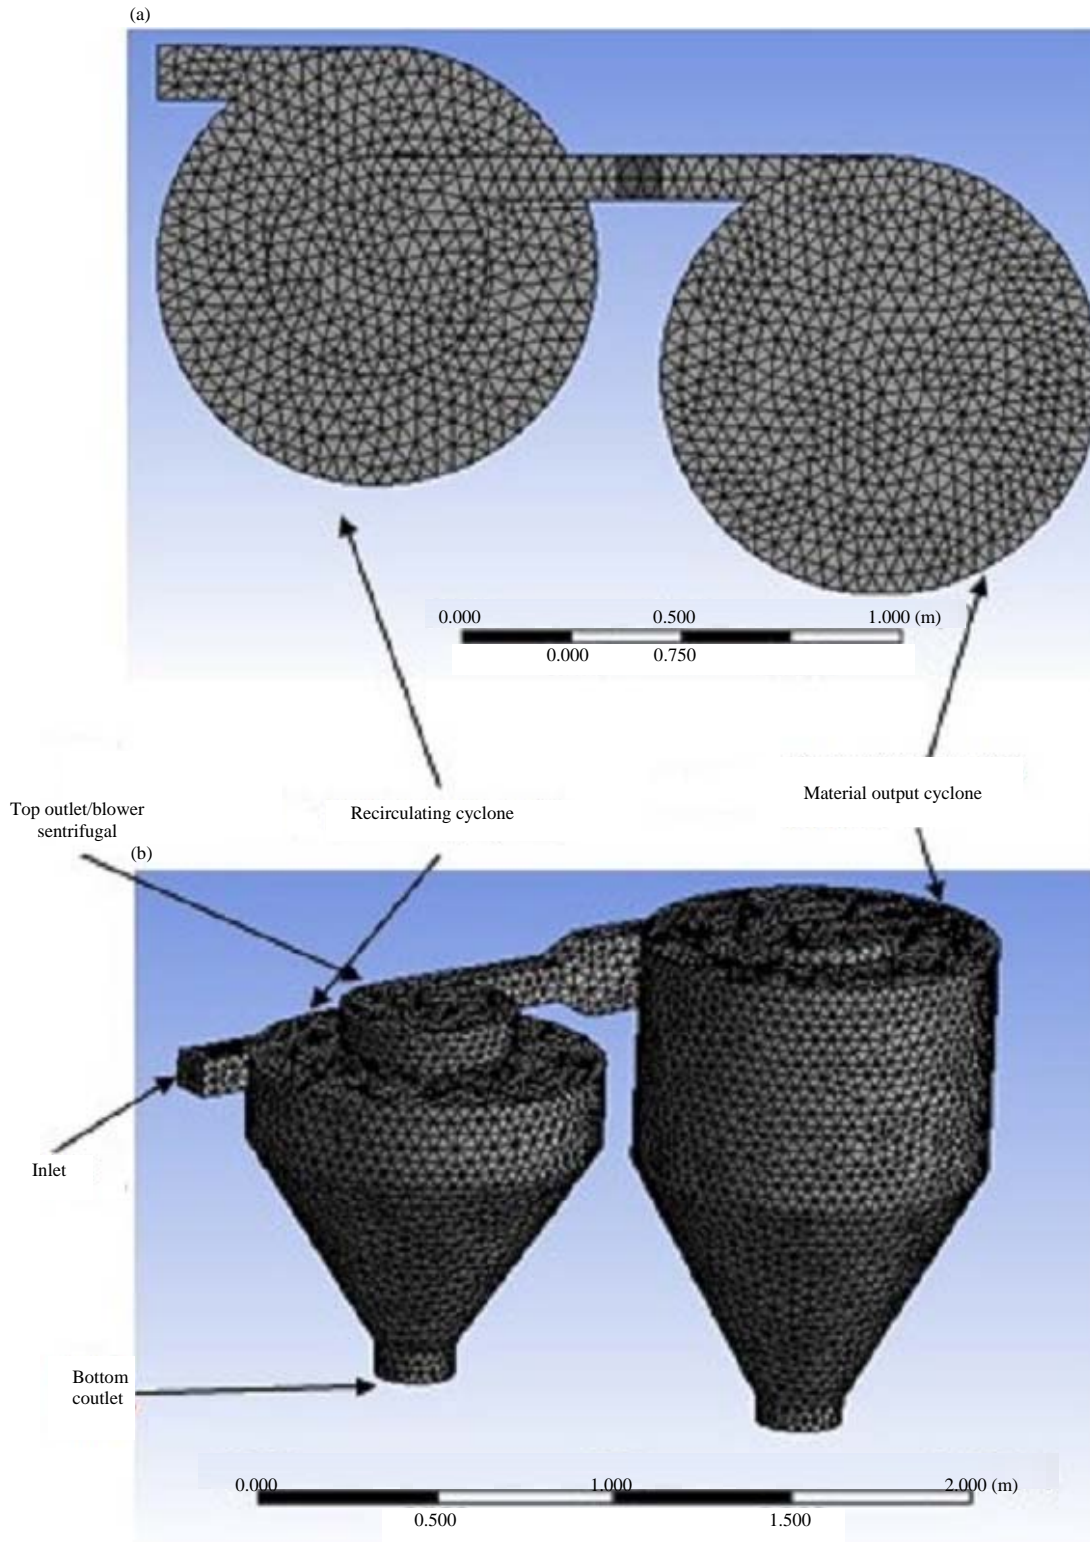 (a)
0.000 0.500 1.000 (m)
0.000 0.750
Top outlet/blower
sentrifugal
Recirculating cyclone
Material output cyclone
(b)
Inlet
Bottom
coutlet
0.000 1.000 2.000 (m)
0.500 1.500